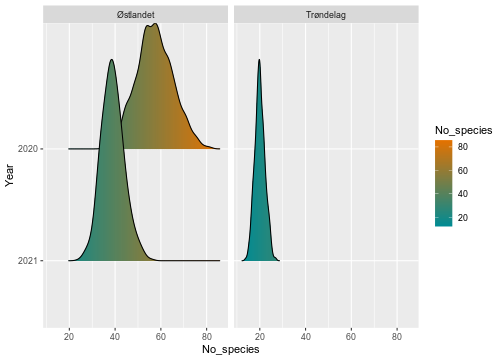 Østlandet
Trøndelag
Year
2020
2021
20 40 60 80
20 40 60 80
No_species
No_species
80
60
40
20